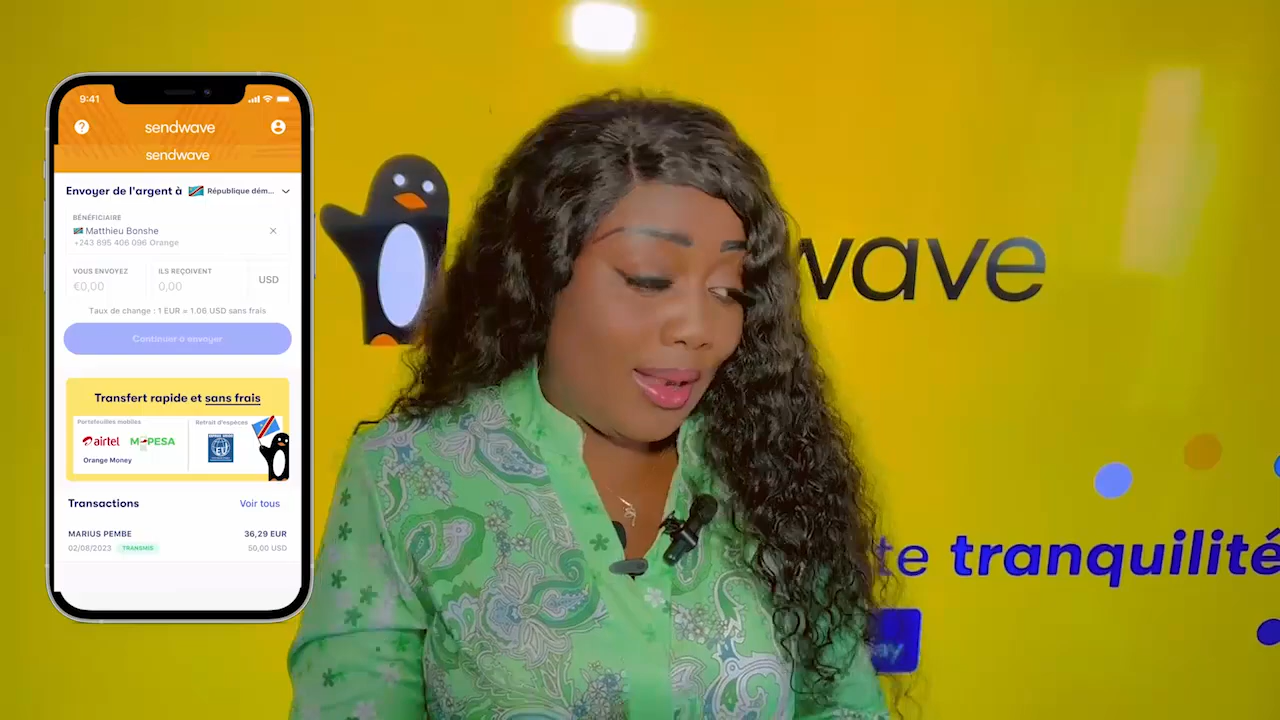 9:41
sendwave
sendwave
Envoyer de l'argent à République dém...
BÉNÉFICIAIRE
Matthieu Bonshe
+243 895 406 096 Orange
VOUS ENVOYEZ
ILS REÇOIVENT
€0,00
0,00
USD
Taux de change : 1 EUR = 1.06 USD sans frais
Continuer à envoyer
Transfert rapide et sans frais
Portefeuilles mobiles
Retrait d'espèces
airtel
M-PESA
Orange Money
Transactions
Voir tous
MARIUS PEMBE
36,29 EUR
02/08/2023
TRANSMIS
50,00 USD
wave
te tranquilité
ay